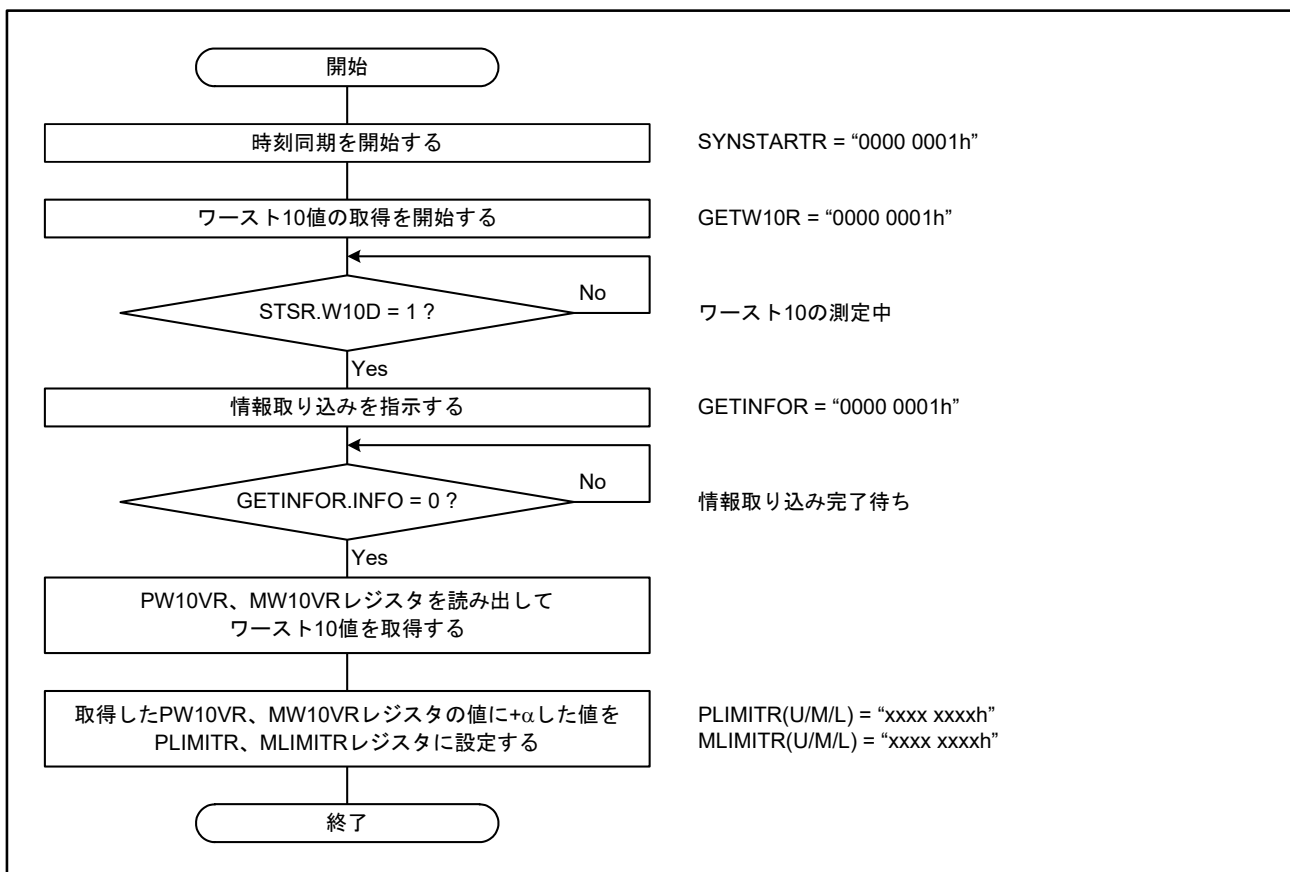 開始
時刻同期を開始する
SYNSTARTR = “0000 0001h”
ワースト10値の取得を開始する
GETW10R = “0000 0001h”
STSR.W10D = 1 ?
No
ワースト10の測定中
Yes
情報取り込みを指示する
GETINFOR = “0000 0001h”
GETINFOR.INFO = 0 ?
No
情報取り込み完了待ち
Yes
PW10VR、MW10VRレジスタを読み出して
ワースト10値を取得する
取得したPW10VR、MW10VRレジスタの値に+αした値を
PLIMITR、MLIMITRレジスタに設定する
PLIMITR(U/M/L) = “xxxx xxxxh”
MLIMITR(U/M/L) = “xxxx xxxxh”
終了